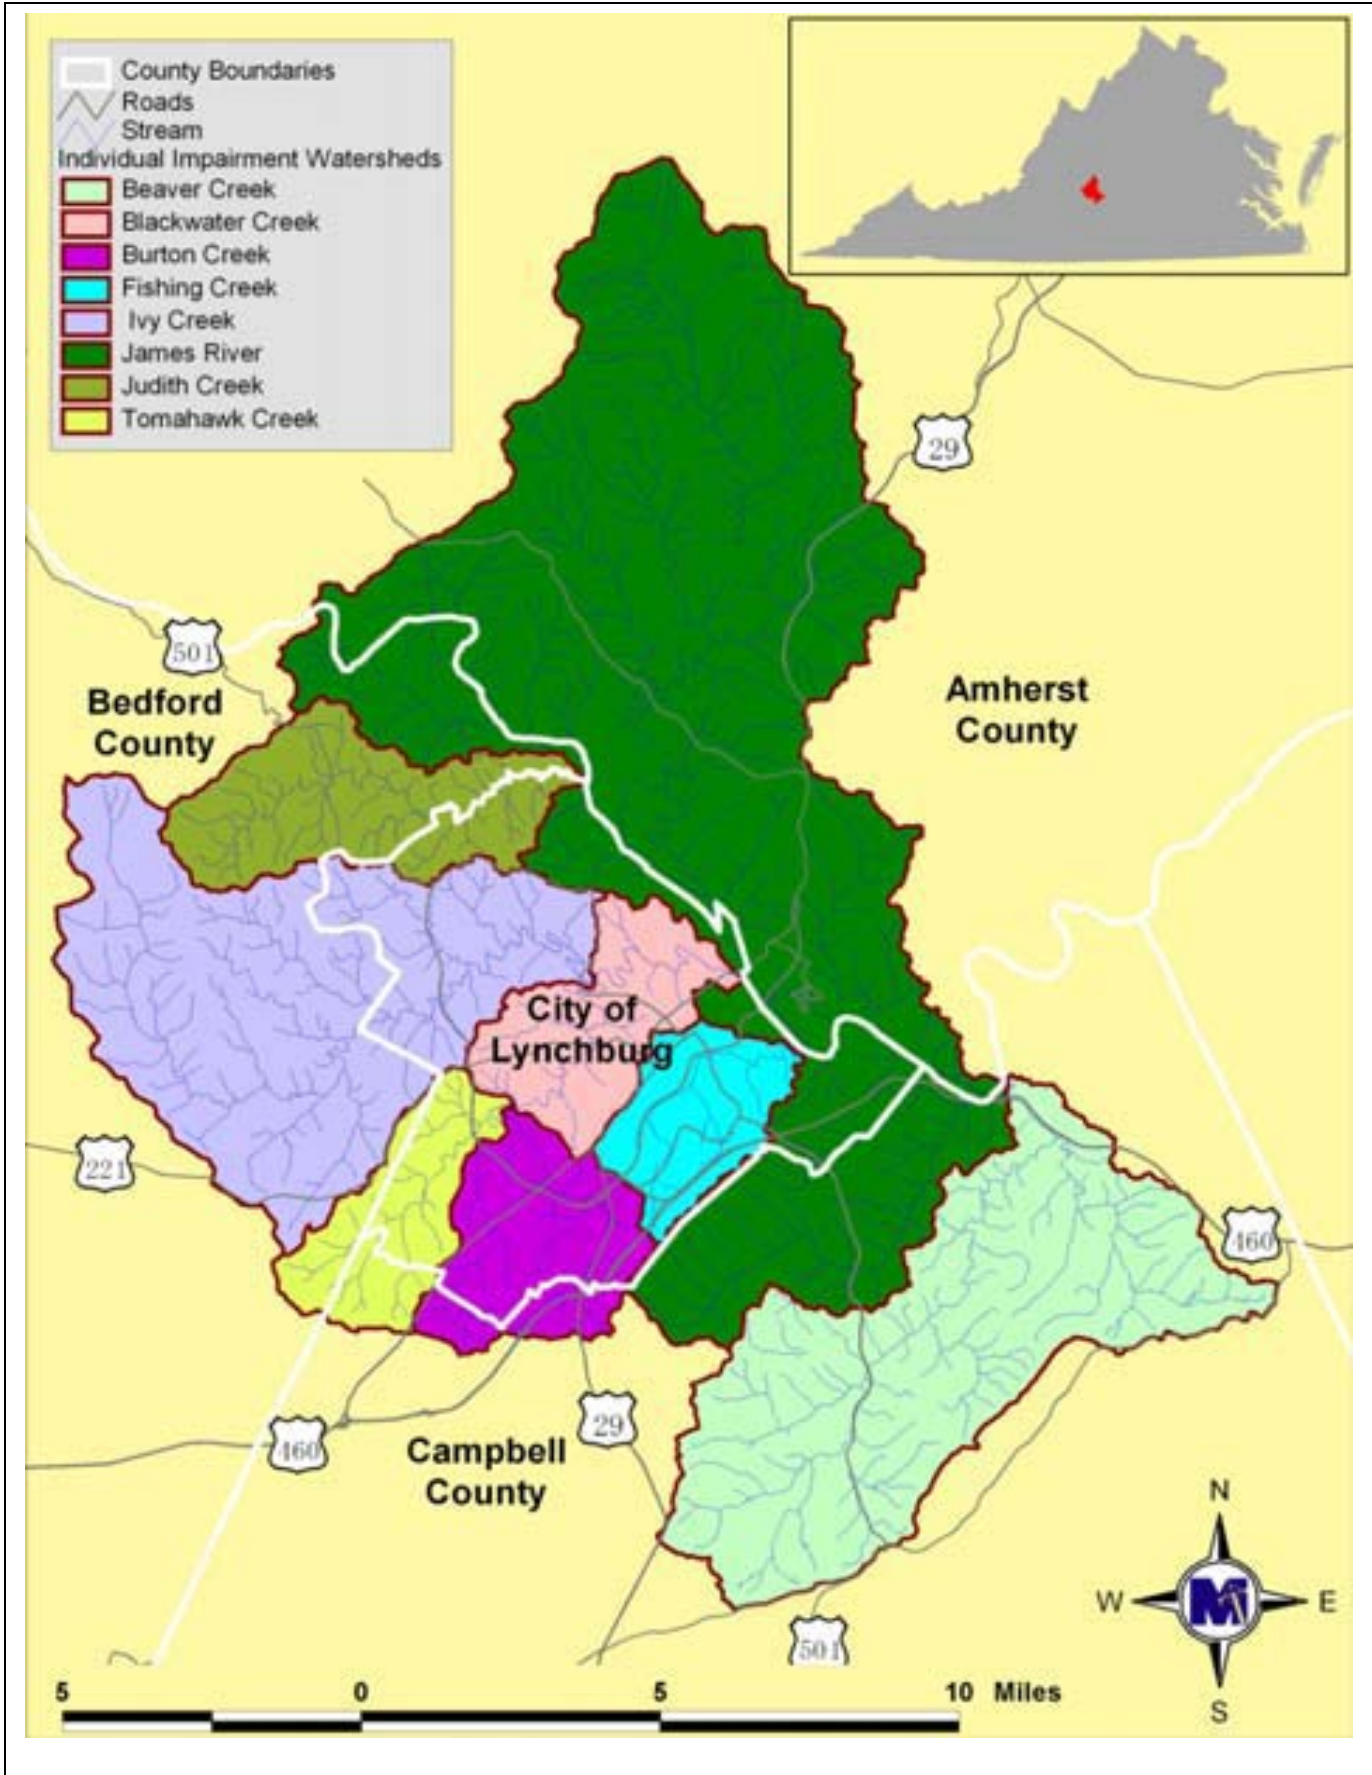 County Boundaries
Roads
Stream
Individual Impairment Watersheds
Beaver Creek
Blackwater Creek
Burton Creek
Fishing Creek
Ivy Creek
James River
Judith Creek
Tomahawk Creek
29
501
Bedford
County
Amherst
County
City of
Lynchburg
221
460
460
29
Campbell
County
501
N
W
M
E
S
5 0 5 10 Miles